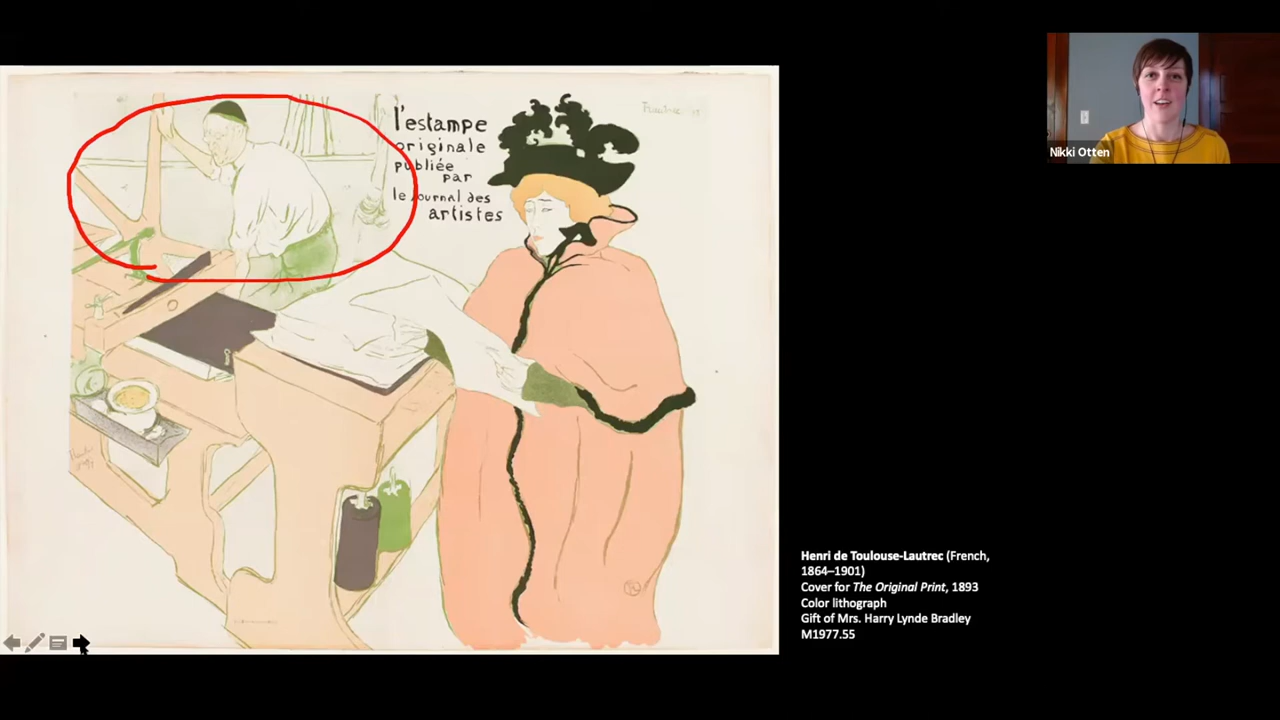 l'estampe
originale
publiée
par
le journal des
artistes
Nikki Otten
Henri de Toulouse-Lautrec (French,
1864–1901)
Cover for The Original Print, 1893
Color lithograph
Gift of Mrs. Harry Lynde Bradley
M1977.55